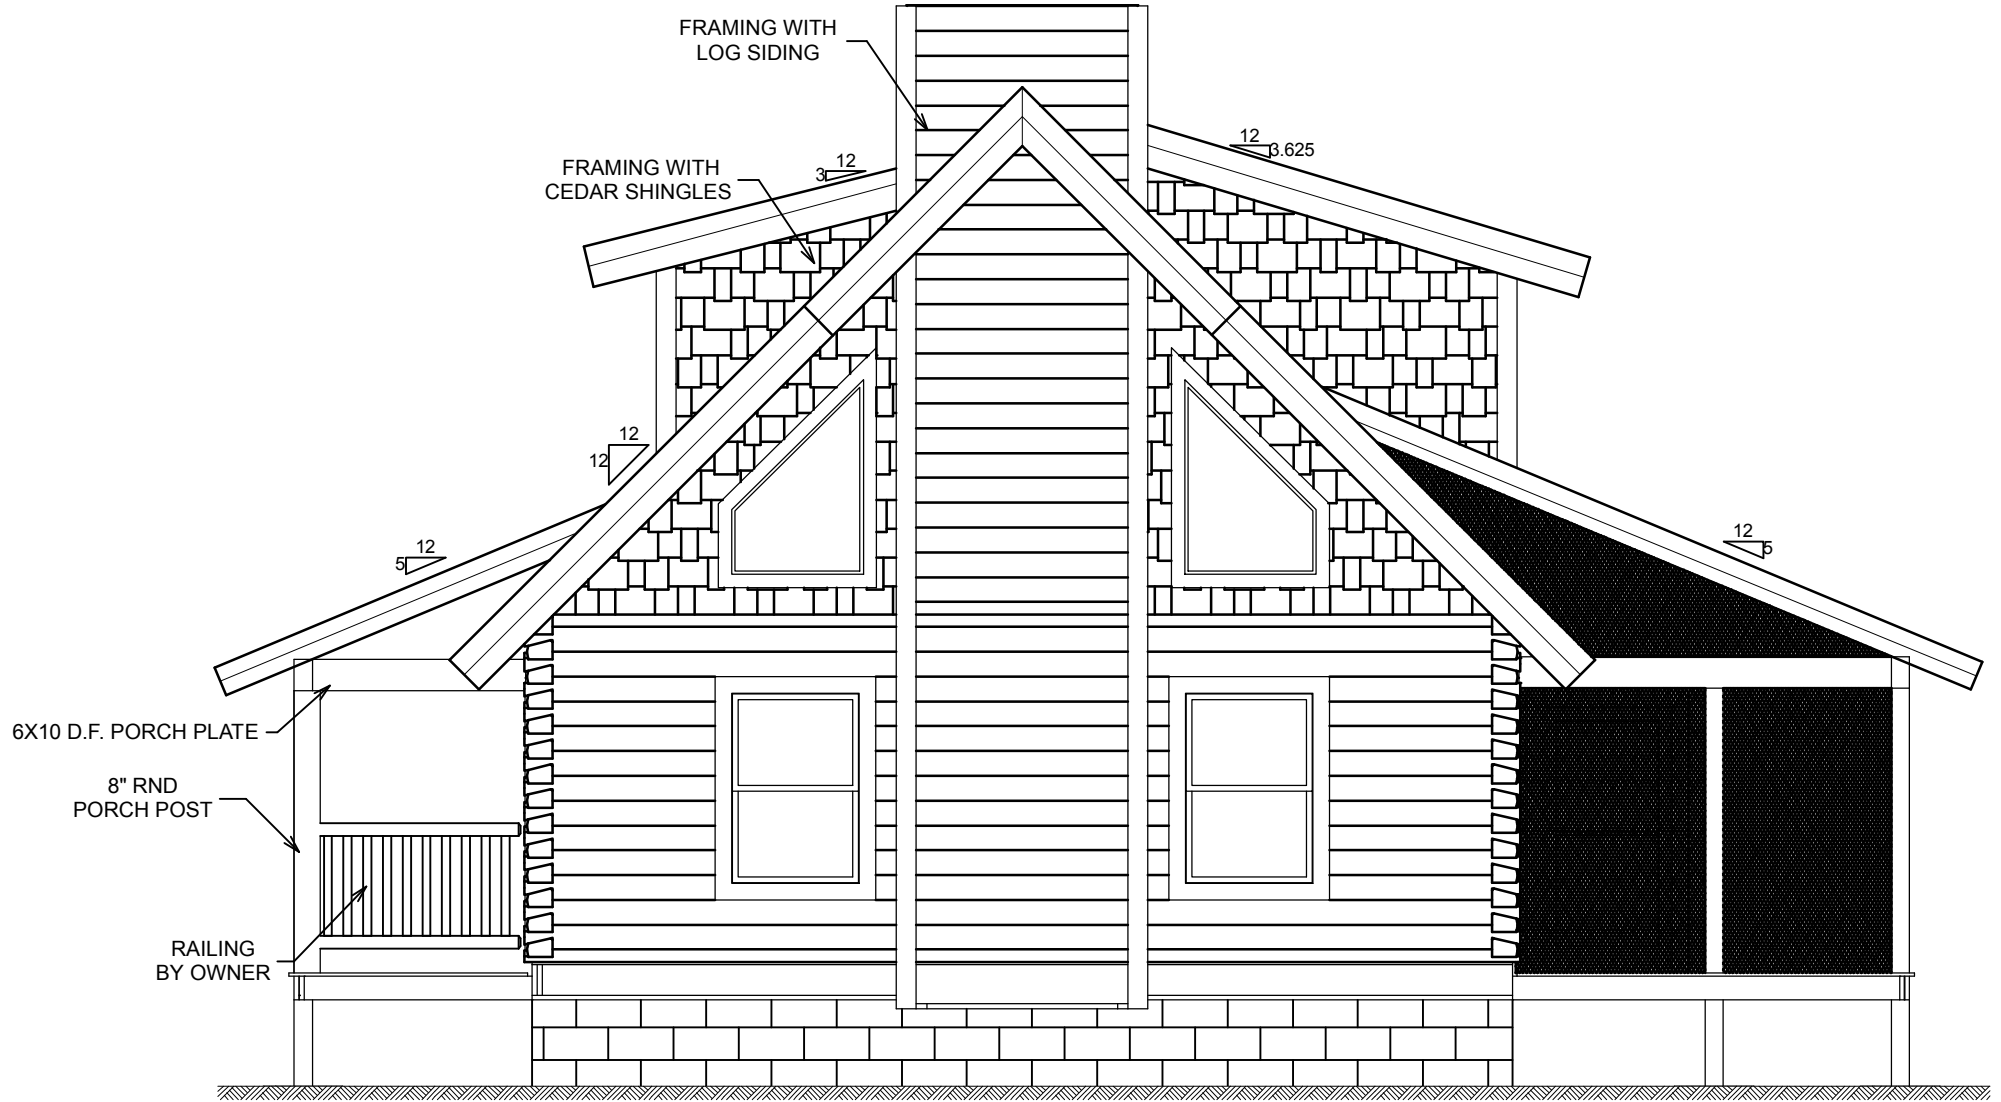 FRAMING WITH
LOG SIDING
12
3.625
FRAMING WITH
CEDAR SHINGLES
12
3
12
12
12
5
12
5
6X10 D.F. PORCH PLATE
8" RND
PORCH POST
RAILING
BY OWNER